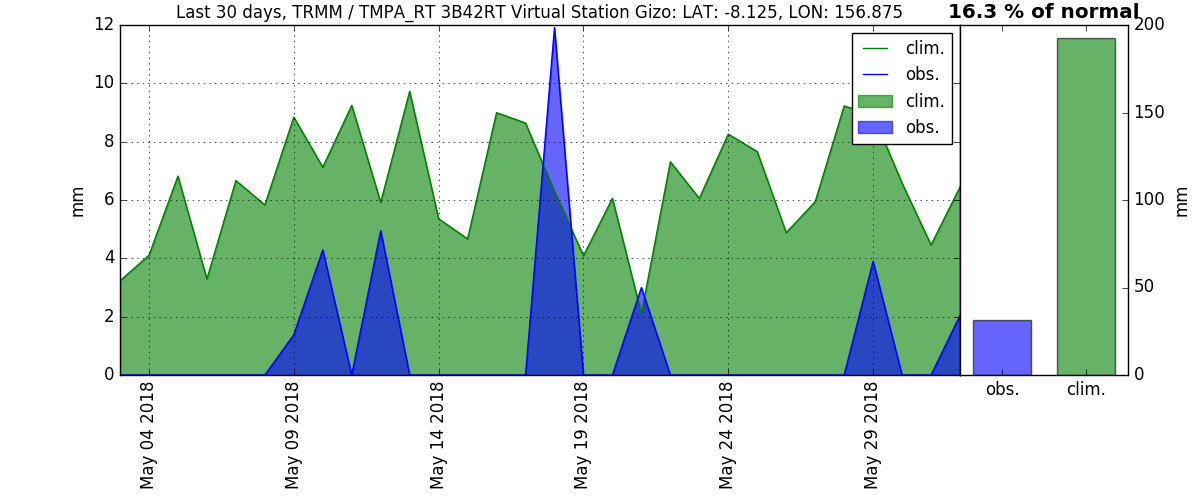 Last 30 days, TRMM / TMPA_RT 3B42RT Virtual Station Gizo: LAT: -8.125, LON: 156.875
16.3 % of normal
12
10
8
6
4
2
0
mm
clim.
obs.
clim.
obs.
May 04 2018
May 09 2018
May 14 2018
May 19 2018
May 24 2018
May 29 2018
200
150
100
50
0
mm
obs.
clim.